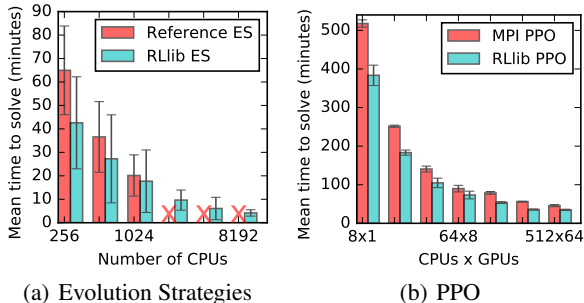 90
80
70
60
50
40
30
20
10
0
Mean time to solve (minutes)
Reference ES
RLlib ES
X X X
256 1024 8192
Number of CPUs
(a) Evolution Strategies
500
400
300
200
100
0
Mean time to solve (minutes)
MPI PPO
RLlib PPO
8x1 64x8 512x64
CPUs x GPUs
(b) PPO